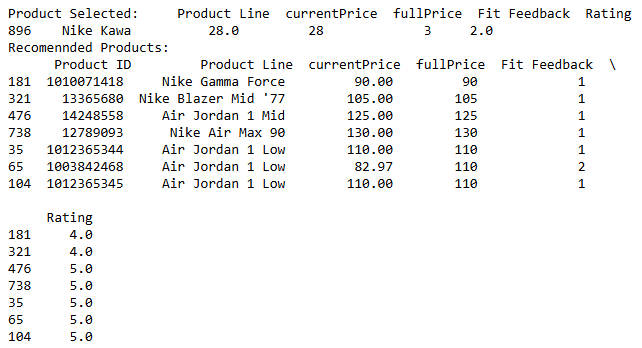 Product Selected:     Product Line  currentPrice  fullPrice  Fit Feedback  Rating
896    Nike Kawa          28.0         28             3     2.0
Recomennded Products:
      Product ID         Product Line  currentPrice  fullPrice  Fit Feedback  \
181  1010071418     Nike Gamma Force         90.00         90             1
321    13365680  Nike Blazer Mid '77        105.00        105             1
476    14248558     Air Jordan 1 Mid        125.00        125             1
738    12789093      Nike Air Max 90        130.00        130             1
35   1012365344     Air Jordan 1 Low        110.00        110             1
65   1003842468     Air Jordan 1 Low         82.97        110             2
104  1012365345     Air Jordan 1 Low        110.00        110             1
     Rating
181     4.0
321     4.0
476     5.0
738     5.0
35      5.0
65      5.0
104     5.0